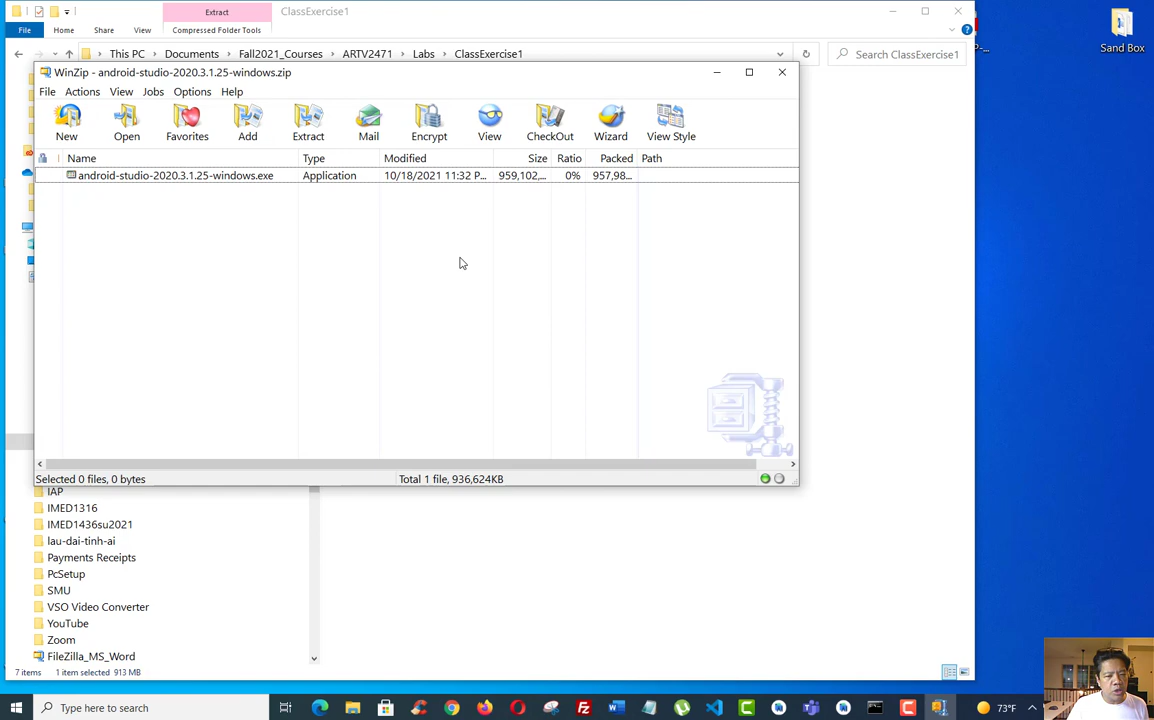 Extract
ClassExercise1
File
Home
Share
View
Compressed Folder Tools
This PC
Documents
Fall2021_Courses
ARTV2471
Labs
ClassExercise1
Search ClassExercise1
Sand Box
WinZip - android-studio-2020.3.1.25-windows.zip
File
Actions
View
Jobs
Options
Help
New
Open
Favorites
Add
Extract
Mail
Encrypt
View
CheckOut
Wizard
View Style
Name
Type
Modified
Size
Ratio
Packed
Path
android-studio-2020.3.1.25-windows.exe
Application
10/18/2021 11:32 P...
959,102,...
0%
957,98...
Selected 0 files, 0 bytes
Total 1 file, 936,624KB
IAP
IMED1316
IMED1436su2021
lau-dai-tinh-ai
Payments Receipts
PcSetup
SMU
VSO Video Converter
YouTube
Zoom
FileZilla_MS_Word
7 items
1 item selected 913 MB
Type here to search
73°F